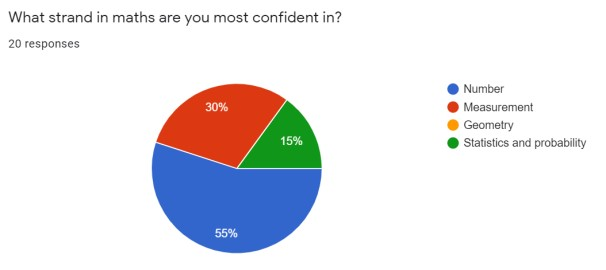 What strand in maths are you most confident in?
20 responses
Number
Measurement
Geometry
Statistics and probability
30%
15%
55%